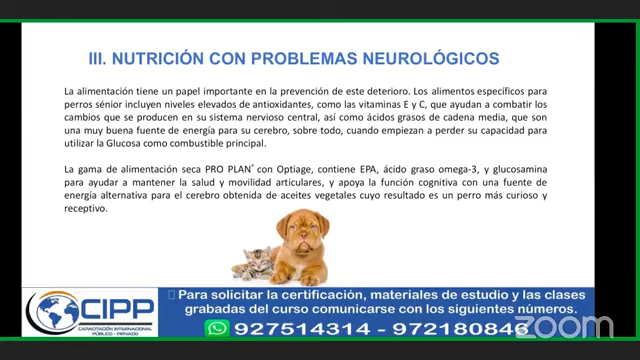 III. NUTRICIÓN CON PROBLEMAS NEUROLÓGICOS
La alimentación tiene un papel importante en la prevención de este deterioro. Los alimentos específicos para
perros sénior incluyen niveles elevados de antioxidantes, como las vitaminas E y C, que ayudan a combatir los
cambios que se producen en su sistema nervioso central, así como ácidos grasos de cadena media, que son
una muy buena fuente de energía para su cerebro, sobre todo, cuando empiezan a perder su capacidad para
utilizar la Glucosa como combustible principal.
La gama de alimentación seca PRO PLAN® con Optiage, contiene EPA, ácido graso omega-3, y glucosamina
para ayudar a mantener la salud y movilidad articulares, y apoya la función cognitiva con una fuente de
energía alternativa para el cerebro obtenida de aceites vegetales cuyo resultado es un perro más curioso y
receptivo.
CIPP
CAPACITACIÓN INTERNACIONAL
PÚBLICO - PRIVADO
Para solicitar la certificación, materiales de estudio y las clases
grabadas del curso comunicarse con los siguientes números.
927514314 - 972180846
zoom